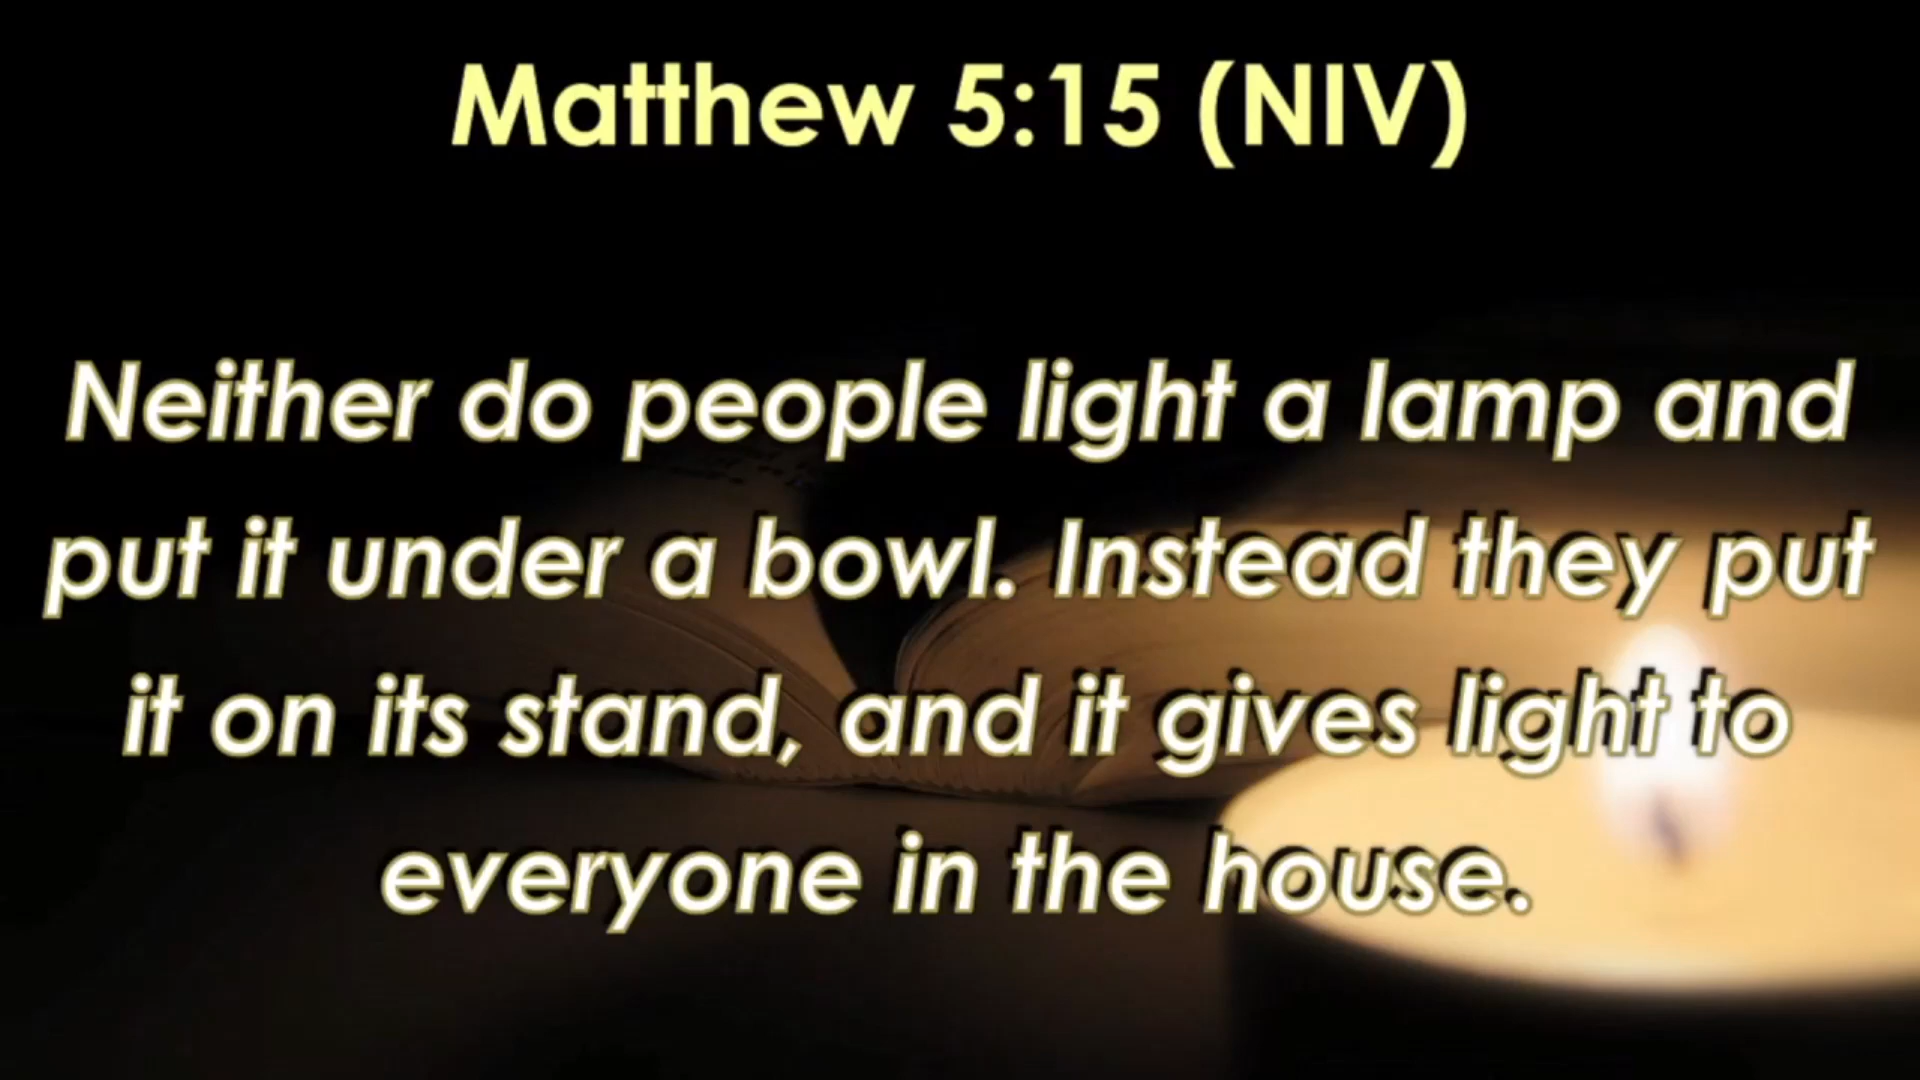 Matthew 5:15 (NIV)
Neither do people light a lamp and
put it under a bowl. Instead they put
it on its stand, and it gives light to
everyone in the house.